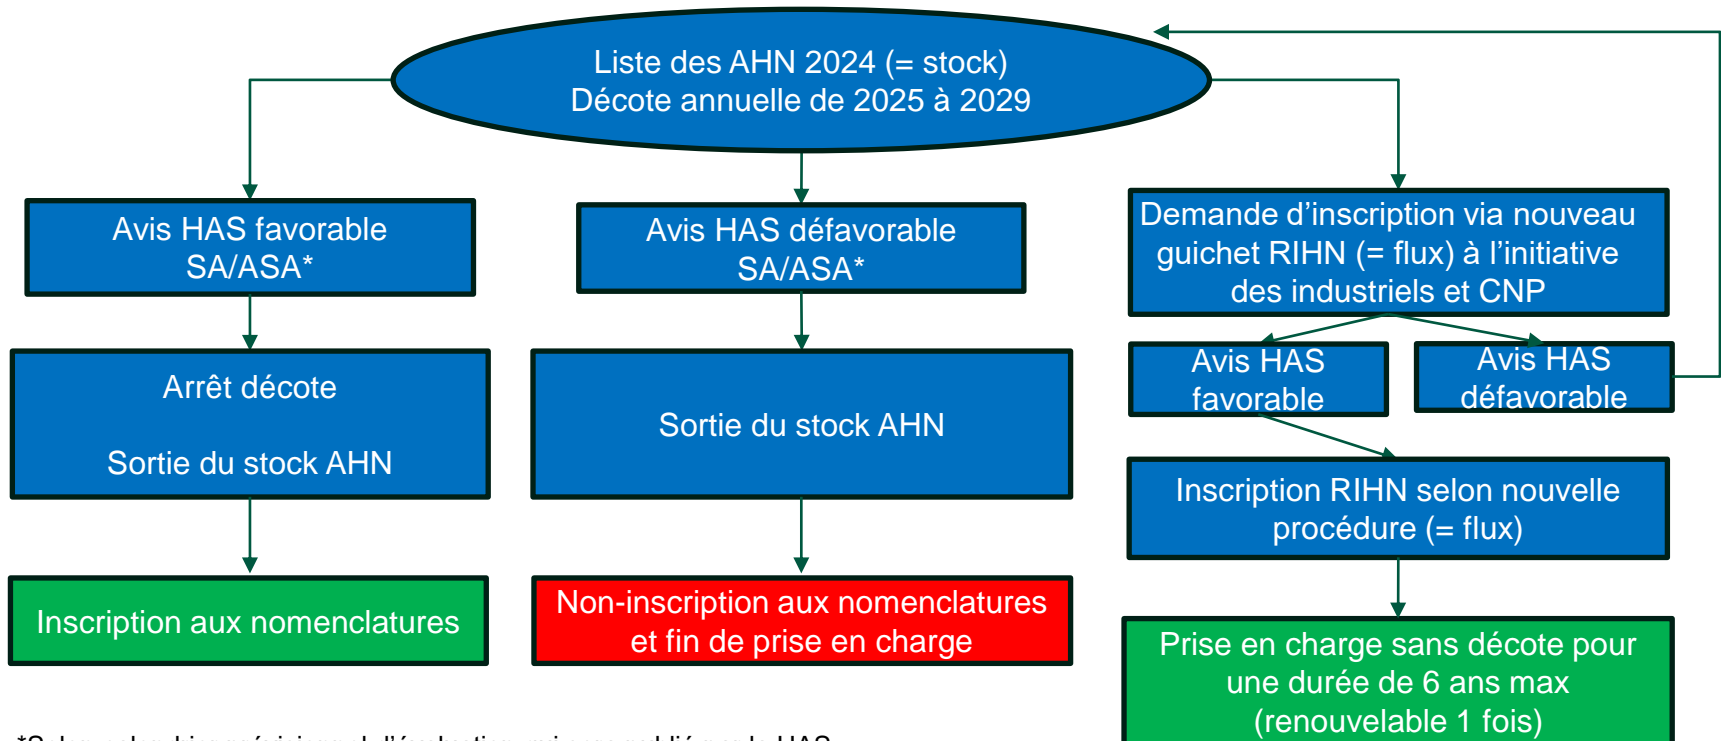 Liste des AHN 2024 (= stock)
Décote annuelle de 2025 à 2029
Avis HAS favorable
SA/ASA*
Avis HAS défavorable
SA/ASA*
Demande d’inscription via nouveau
guichet RIHN (= flux) à l’initiative
des industriels et CNP
Arrêt décote
Sortie du stock AHN
Sortie du stock AHN
Avis HAS
favorable
Avis HAS
défavorable
Inscription RIHN selon nouvelle
procédure (= flux)
Inscription aux nomenclatures
Non-inscription aux nomenclatures
et fin de prise en charge
Prise en charge sans décote pour
une durée de 6 ans max
(renouvelable 1 fois)